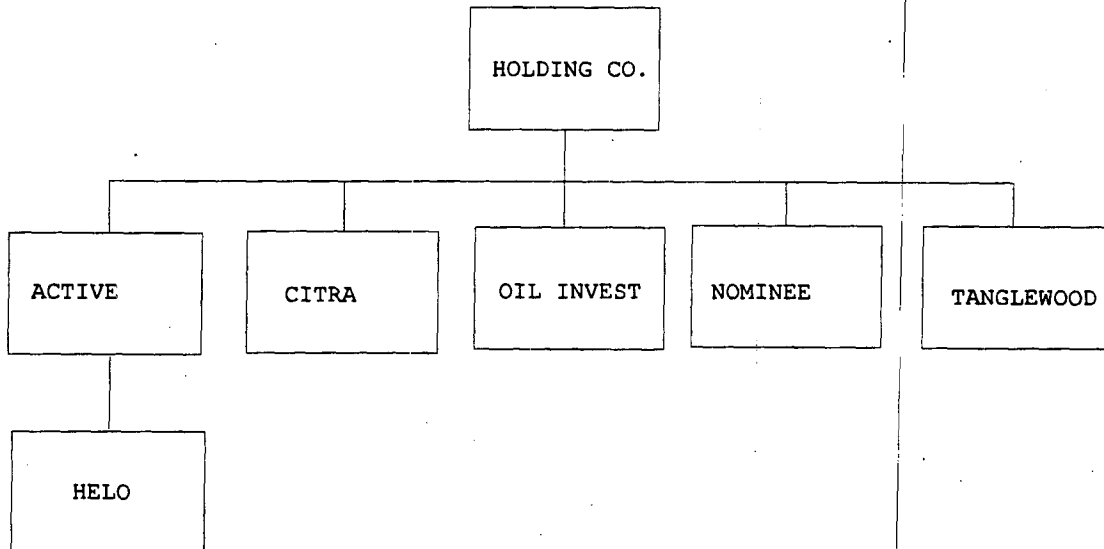 HOLDING CO.
ACTIVE
CITRA
OIL INVEST
NOMINEE
TANGLEWOOD
HELO